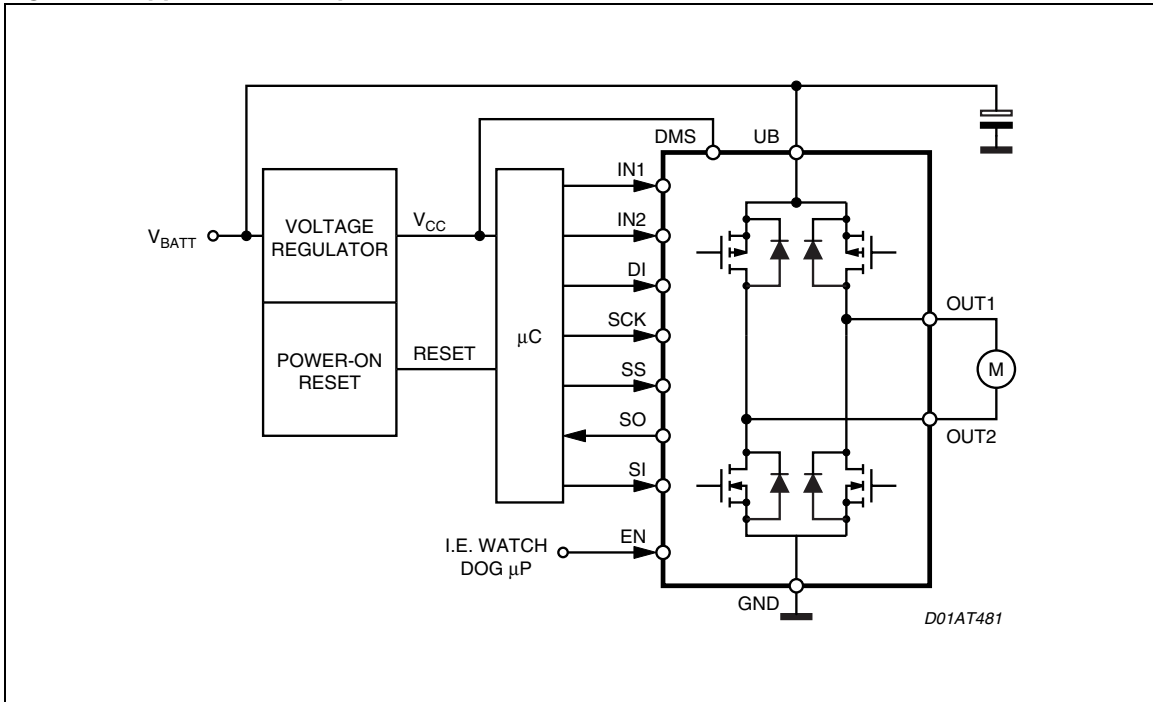 DMS
UB
IN1
IN2
DI
SCK
SS
SO
SI
EN
V_BATT
VOLTAGE
REGULATOR
V_CC
POWER-ON
RESET
RESET
μC
I.E. WATCH
DOG μP
OUT1
M
OUT2
GND
D01AT481